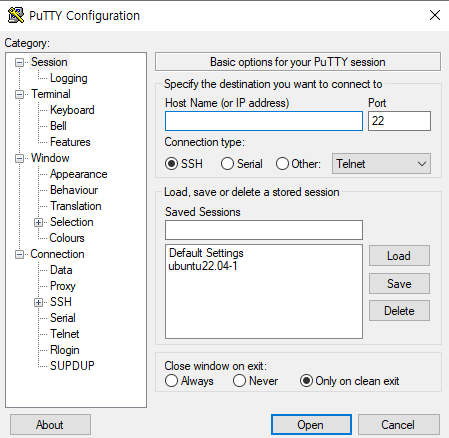 PuTTY Configuration
Category:
Session
Logging
Terminal
Keyboard
Bell
Features
Window
Appearance
Behaviour
Translation
Selection
Colours
Connection
Data
Proxy
SSH
Serial
Telnet
Rlogin
SUPDUP
Basic options for your PuTTY session
Specify the destination you want to connect to
Host Name (or IP address) Port
22
Connection type:
SSH Serial Other: Telnet
Load, save or delete a stored session
Saved Sessions
Default Settings
ubuntu22.04-1
Load
Save
Delete
Close window on exit:
Always Never Only on clean exit
About Open Cancel